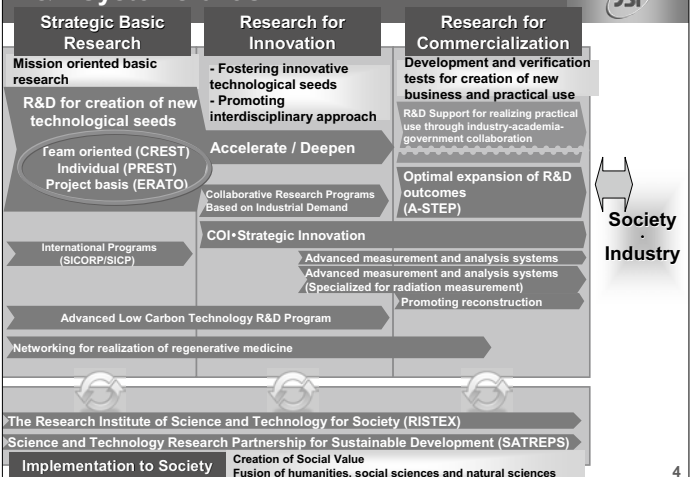 Strategic Basic
Research
Research for
Innovation
Research for
Commercialization
Mission oriented basic
research
- Fostering innovative
technological seeds
- Promoting
interdisciplinary approach
Development and verification
tests for creation of new
business and practical use
R&D for creation of new
technological seeds
Team oriented (CREST)
Individual (PREST)
Project basis (ERATO)
Accelerate / Deepen
R&D Support for realizing practical
use through industry-academia-
government collaboration
Collaborative Research Programs
Based on Industrial Demand
Optimal expansion of R&D
outcomes
(A-STEP)
Society
・
Industry
COI•Strategic Innovation
International Programs
(SICORP/SICP)
Advanced measurement and analysis systems
Advanced measurement and analysis systems
(Specialized for radiation measurement)
Promoting reconstruction
Advanced Low Carbon Technology R&D Program
Networking for realization of regenerative medicine
The Research Institute of Science and Technology for Society (RISTEX)
Science and Technology Research Partnership for Sustainable Development (SATREPS)
Implementation to Society
Creation of Social Value
Fusion of humanities, social sciences and natural sciences
4